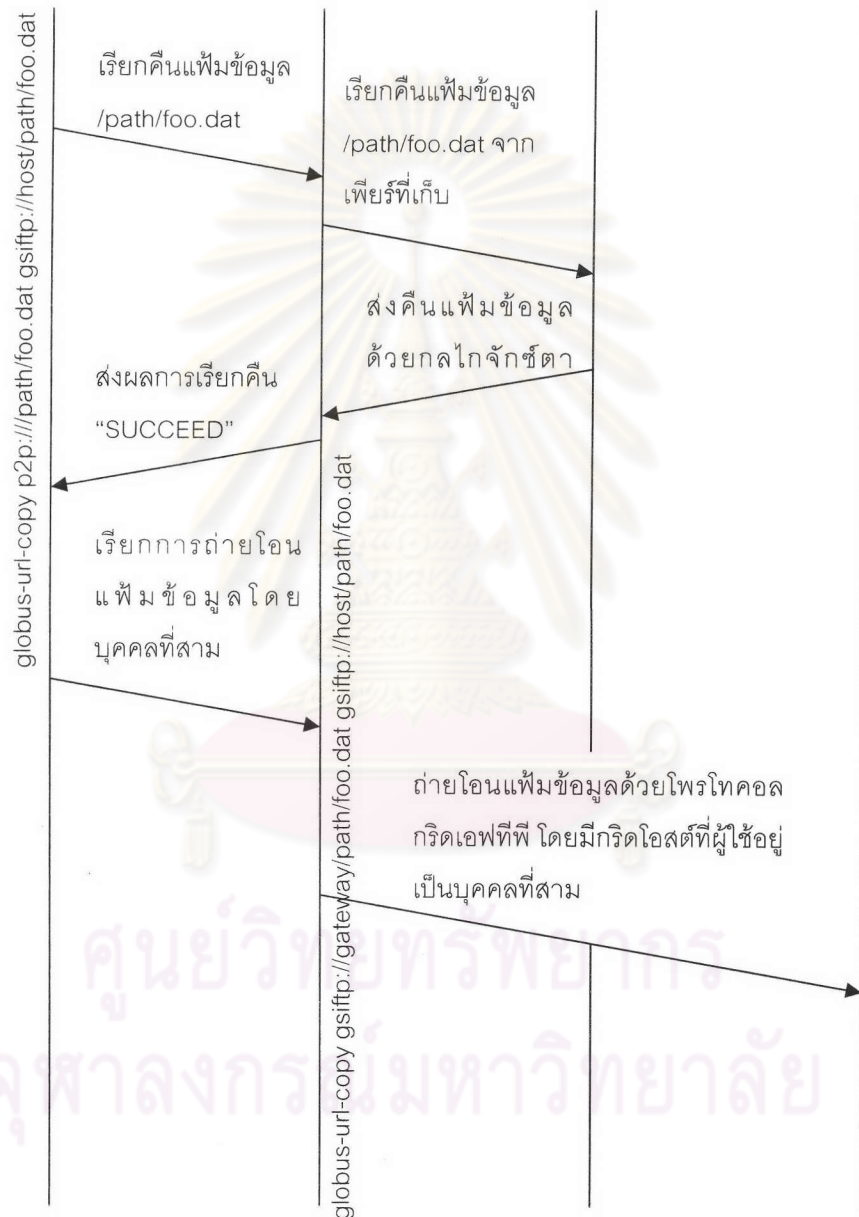 globus-url-copy p2p:///path/foo.dat gsiftp://host/path/foo.dat
เรียกคืนแฟ้มข้อมูล
/path/foo.dat
เรียกคืนแฟ้มข้อมูล
/path/foo.dat จาก
เพียร์ที่เก็บ
ส่งคืนแฟ้มข้อมูล
ด้วยกลไกจักซ์ตา
ส่งผลการเรียกคืน
“SUCCEED”
เรียกการถ่ายโอน
แฟ้มข้อมูลโดย
บุคคลที่สาม
globus-url-copy gsiftp://gateway/path/foo.dat gsiftp://host/path/foo.dat
ถ่ายโอนแฟ้มข้อมูลด้วยโพรโทคอล
กริดเอฟทีพี โดยมีกริดโฮสต์ที่ผู้ใช้อยู่
เป็นบุคคลที่สาม
ศูนย์วิทยทรัพยากร
จุฬาลงกรณ์มหาวิทยาลัย